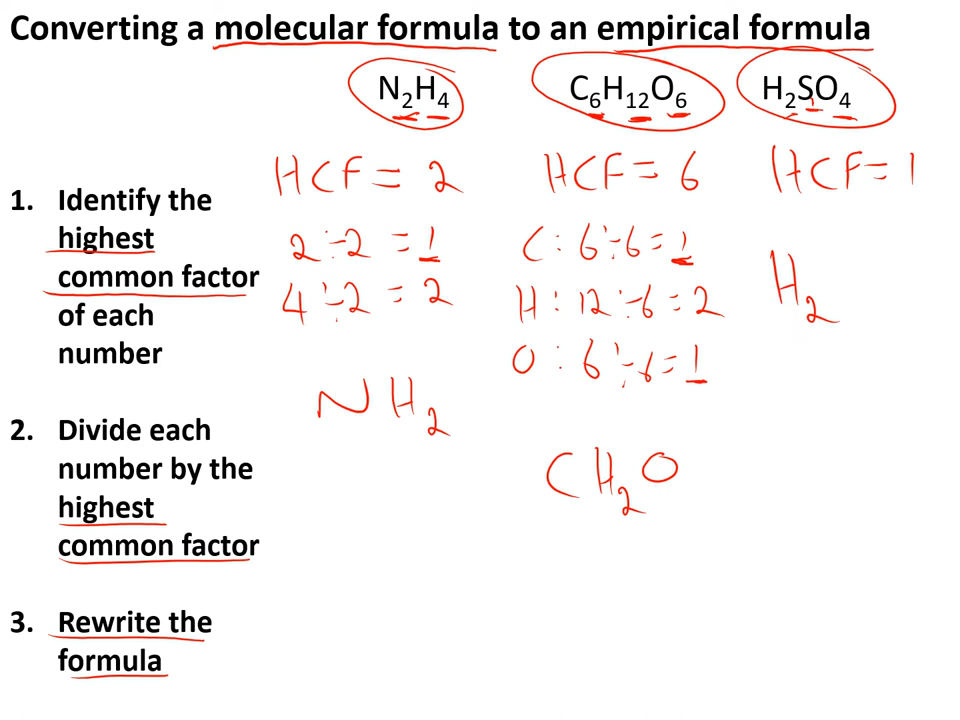 Converting a molecular formula to an empirical formula
N₂H₄ C₆H₁₂O₆ H₂SO₄
1. Identify the
highest
common factor
of each
number
2. Divide each
number by the
highest
common factor
3. Rewrite the
formula
HCF = 2
2 ÷ 2 = 1
4 ÷ 2 = 2
NH₂
HCF = 6
C : 6 ÷ 6 = 1
H : 12 ÷ 6 = 2
O : 6 ÷ 6 = 1
CH₂O
HCF = 1
H₂